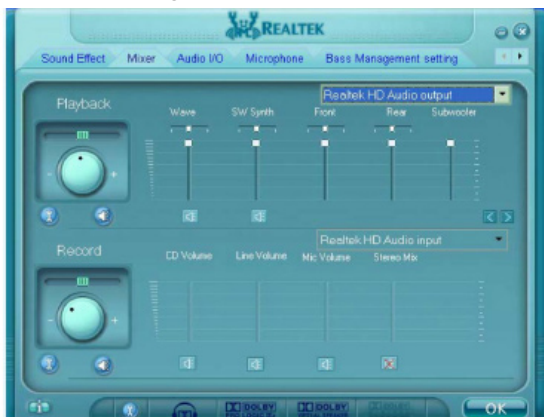 REALTEK
Sound Effect Mixer Audio I/O Microphone Bass Management setting
Playback
Realtek HD Audio output
Wave SW Synth Front Rear Subwoofer
Record
Realtek HD Audio input
CD Volume Line Volume Mic Volume Stereo Mix
DOLBY
DOLBY
OK